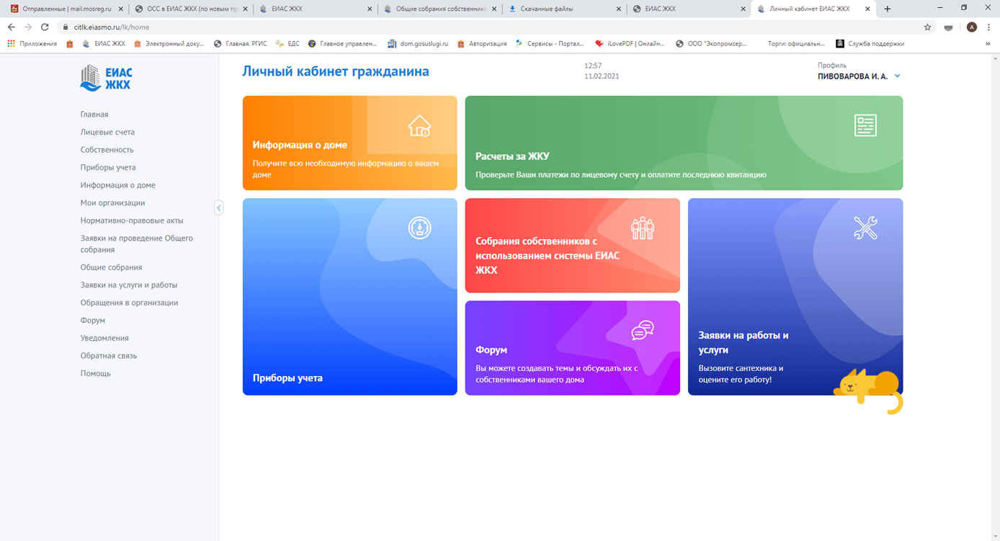 Отправленные | mail.mosreg.ru
ОСС в ЕИАС ЖКХ (по новым пр
ЕИАС ЖКХ
Общие собрания собственник
Скачанные файлы
ЕИАС ЖКХ
Личный кабинет ЕИАС ЖКХ
citlk.eiasmo.ru/lk/home
A
Приложения
ЕИАС ЖКХ
Электронный доку...
Главная. РГИС
ЕДС
Главное управлен...
dom.gosuslugi.ru
Авторизация
Сервисы - Портал...
iLovePDF | Онлайн...
ООО "Экопромсер...
Торги: официальн...
Служба поддержки
»
ЕИАС
ЖКХ
Личный кабинет гражданина
12:57
11.02.2021
Профиль
ПИВОВАРОВА И. А.
Главная
Лицевые счета
Собственность
Приборы учета
Информация о доме
Мои организации
Нормативно-правовые акты
Заявки на проведение Общего
собрания
Общие собрания
Заявки на услуги и работы
Обращения в организации
Форум
Уведомления
Обратная связь
Помощь
Информация о доме
Получите всю необходимую информацию о вашем
доме
Расчеты за ЖКУ
Проверьте Ваши платежи по лицевому счету и оплатите последнюю квитанцию
Приборы учета
Собрания собственников с
использованием системы ЕИАС
ЖКХ
Форум
Вы можете создавать темы и обсуждать их с
собственниками вашего дома
Заявки на работы и
услуги
Вызовите сантехника и
оцените его работу!